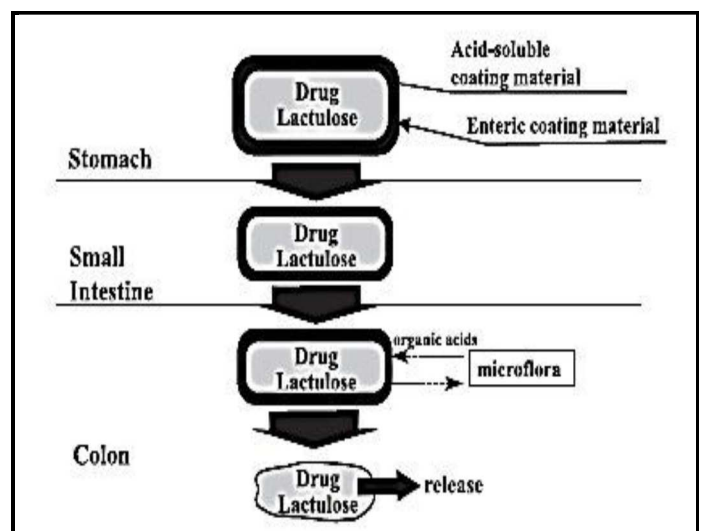 Acid-soluble
coating material
Drug
Lactulose
Enteric coating material
Stomach
Drug
Lactulose
Small
Intestine
organic acids
Drug
Lactulose
microflora
Colon
Drug
Lactulose
release